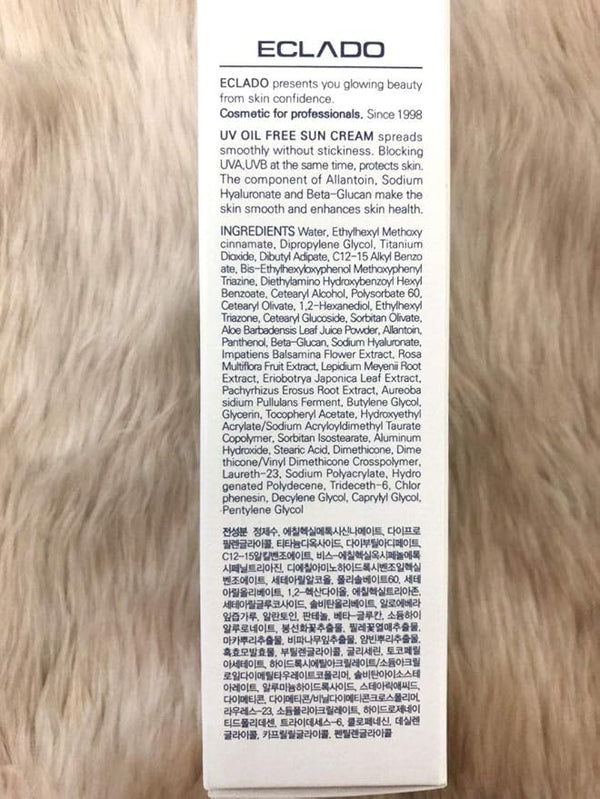 ECLADO
ECLADO presents you glowing beauty
from skin confidence.
Cosmetic for professionals. Since 1998
UV OIL FREE SUN CREAM spreads
smoothly without stickiness. Blocking
UVA,UVB at the same time, protects skin.
The component of Allantoin, Sodium
Hyaluronate and Beta-Glucan make the
skin smooth and enhances skin health.
INGREDIENTS Water, Ethylhexyl Methoxy
cinnamate, Dipropylene Glycol, Titanium
Dioxide, Dibutyl Adipate, C12-15 Alkyl Benzo
ate, Bis-Ethylhexyloxyphenol Methoxyphenyl
Triazine, Diethylamino Hydroxybenzoyl Hexyl
Benzoate, Cetearyl Alcohol, Polysorbate 60,
Cetearyl Olivate, 1,2-Hexanediol, Ethylhexyl
Triazone, Cetearyl Glucoside, Sorbitan Olivate,
Aloe Barbadensis Leaf Juice Powder, Allantoin,
Panthenol, Beta-Glucan, Sodium Hyaluronate,
Impatiens Balsamina Flower Extract, Rosa
Multiflora Fruit Extract, Lepidium Meyenii Root
Extract, Eriobotrya Japonica Leaf Extract,
Pachyrhizus Erosus Root Extract, Aureoba
sidium Pullulans Ferment, Butylene Glycol,
Glycerin, Tocopheryl Acetate, Hydroxyethyl
Acrylate/Sodium Acryloyldimethyl Taurate
Copolymer, Sorbitan Isostearate, Aluminum
Hydroxide, Stearic Acid, Dimethicone, Dime
thicone/Vinyl Dimethicone Crosspolymer,
Laureth-23, Sodium Polyacrylate, Hydro
genated Polydecene, Trideceth-6, Chlor
phenesin, Decylene Glycol, Caprylyl Glycol,
Pentylene Glycol
전성분 정제수, 에칠헥실메톡시신나메이트, 다이프로
필렌글라이콜, 티타늄디옥사이드, 다이부틸아디페이트,
C12-15알킬벤조에이트, 비스-에칠헥실옥시페놀메톡
시페닐트리아진, 디에칠아미노하이드록시벤조일헥실
벤조에이트, 세테아릴알코올, 폴리솔베이트60, 세테
아릴올리베이트, 1,2-헥산다이올, 에칠헥실트리아존,
세테아릴글루코사이드, 솔비탄올리베이트, 알로에베라
잎즙가루, 알란토인, 판테놀, 베타-글루칸, 소듐하이
알루로네이트, 봉선화꽃추출물, 찔레꽃열매추출물,
마카뿌리추출물, 비파나무잎추출물, 얌빈뿌리추출물,
흑효모발효물, 부틸렌글라이콜, 글리세린, 토코페릴
아세테이트, 하이드록시에틸아크릴레이트/소듐아크릴
로일다이메틸타우레이트코폴리머, 솔비탄아이소스테
아레이트, 알루미늄하이드록사이드, 스테아릭애씨드,
다이메티콘, 다이메티콘/비닐다이메티콘크로스폴리머,
라우레스-23, 소듐폴리아크릴레이트, 하이드로제네이
티드폴리데센, 트라이데세스-6, 클로페네신, 데실렌
글라이콜, 카프릴릴글라이콜, 펜틸렌글라이콜